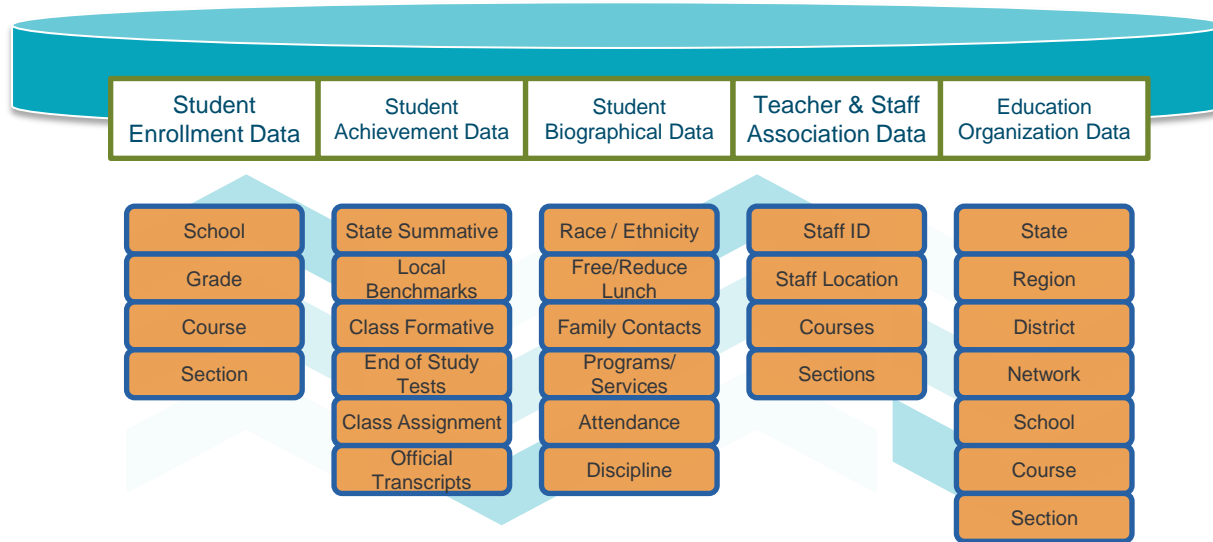 Student
Enrollment Data
Student
Achievement Data
Student
Biographical Data
Teacher & Staff
Association Data
Education
Organization Data
School
Grade
Course
Section
State Summative
Local
Benchmarks
Class Formative
End of Study
Tests
Class Assignment
Official
Transcripts
Race / Ethnicity
Free/Reduce
Lunch
Family Contacts
Programs/
Services
Attendance
Discipline
Staff ID
Staff Location
Courses
Sections
State
Region
District
Network
School
Course
Section